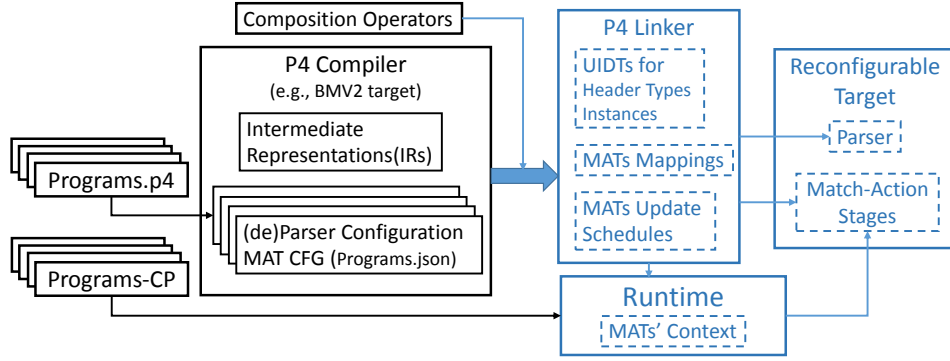 Composition Operators
P4 Compiler
(e.g., BMV2 target)
Intermediate
Representations(IRs)
(de)Parser Configuration
MAT CFG (Programs.json)
Programs.p4
Programs-CP
P4 Linker
UIDTs for
Header Types
Instances
MATs Mappings
MATs Update
Schedules
Runtime
MATs' Context
Reconfigurable
Target
Parser
Match-Action
Stages